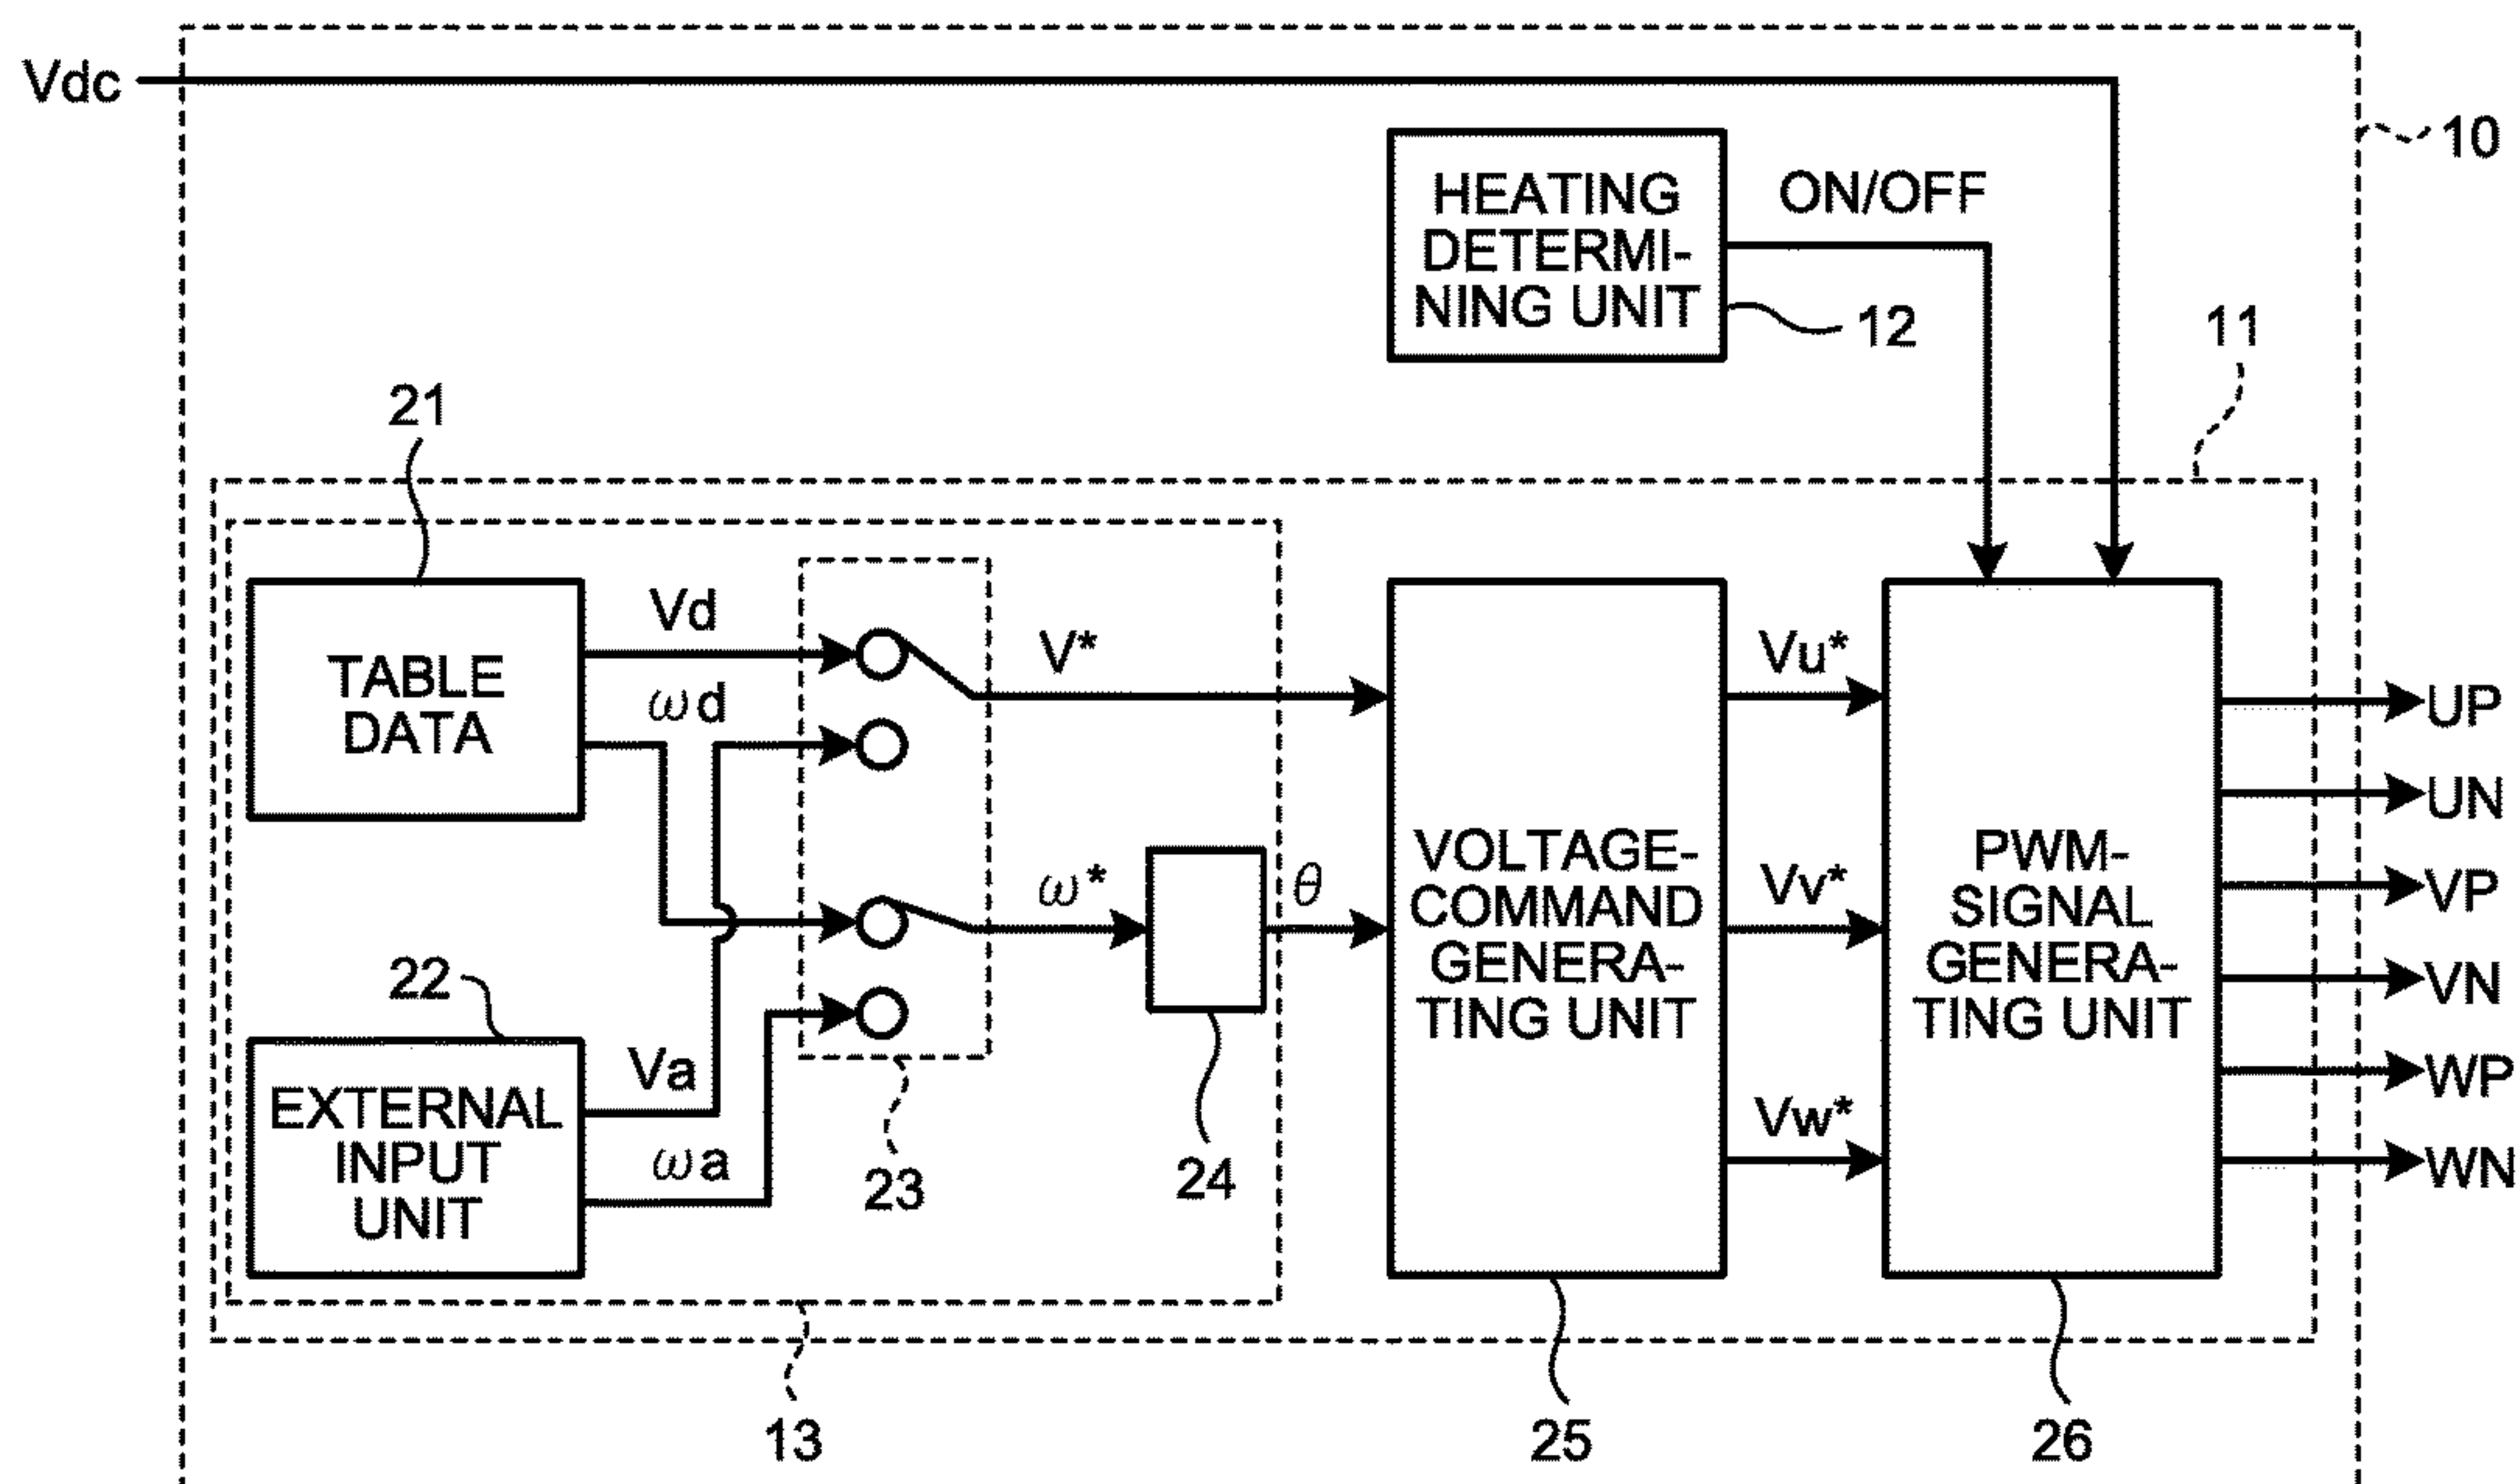 Vdc
10
HEATING
DETERMI-
NING UNIT
ON/OFF
12
11
21
TABLE
DATA
Vd
ωd
V*
Vu*
UP
UN
ω*
θ
VOLTAGE-
COMMAND
GENERA-
TING UNIT
Vv*
PWM-
SIGNAL
GENERA-
TING UNIT
VP
VN
22
EXTERNAL
INPUT
UNIT
Va
ωa
23
24
Vw*
WP
WN
13
25
26